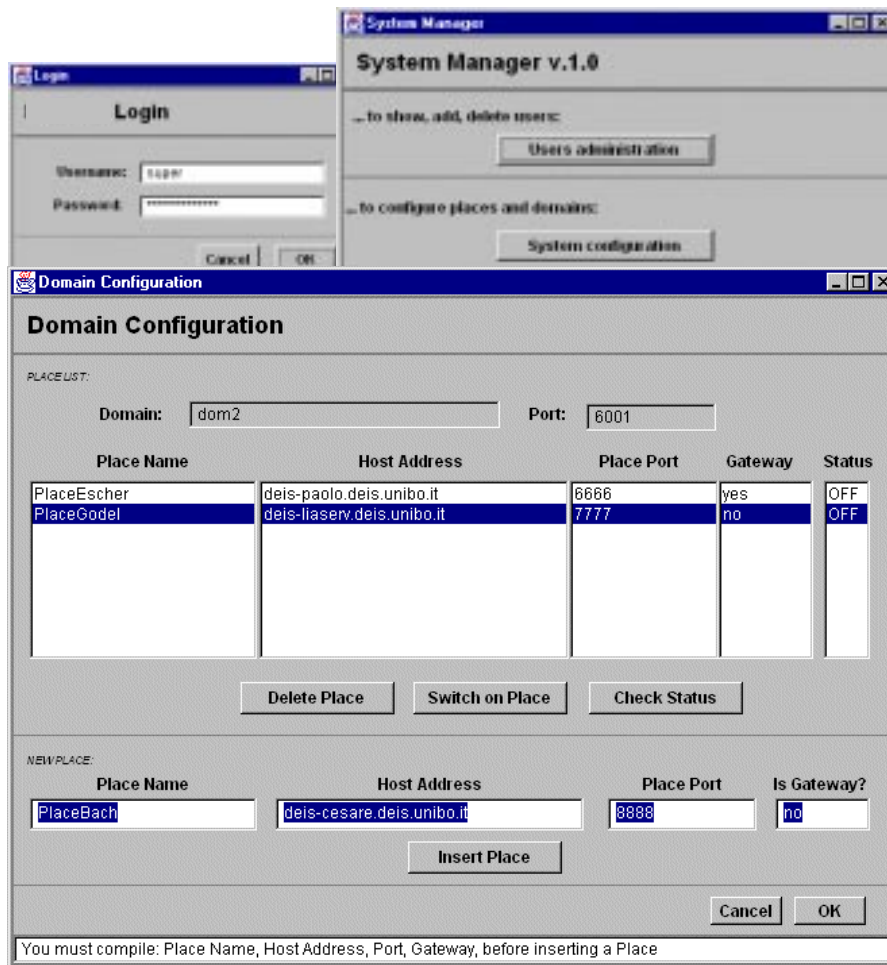 System Manager
System Manager v.1.0
... to show, add, delete users:
Users administration
... to configure places and domains:
System configuration
Login
Login
Username: super
Password: **************
Cancel OK
Domain Configuration
Domain Configuration
PLACE LIST:
Domain: dom2 Port: 6001
Place Name Host Address Place Port Gateway Status
PlaceEscher deis-paolo.deis.unibo.it 6666 yes OFF
PlaceGodel deis-liaserv.deis.unibo.it 7777 no OFF
Delete Place Switch on Place Check Status
NEW PLACE:
Place Name Host Address Place Port Is Gateway?
PlaceBach deis-cesare.deis.unibo.it 8888 no
Insert Place
Cancel OK
You must compile: Place Name, Host Address, Port, Gateway, before inserting a Place